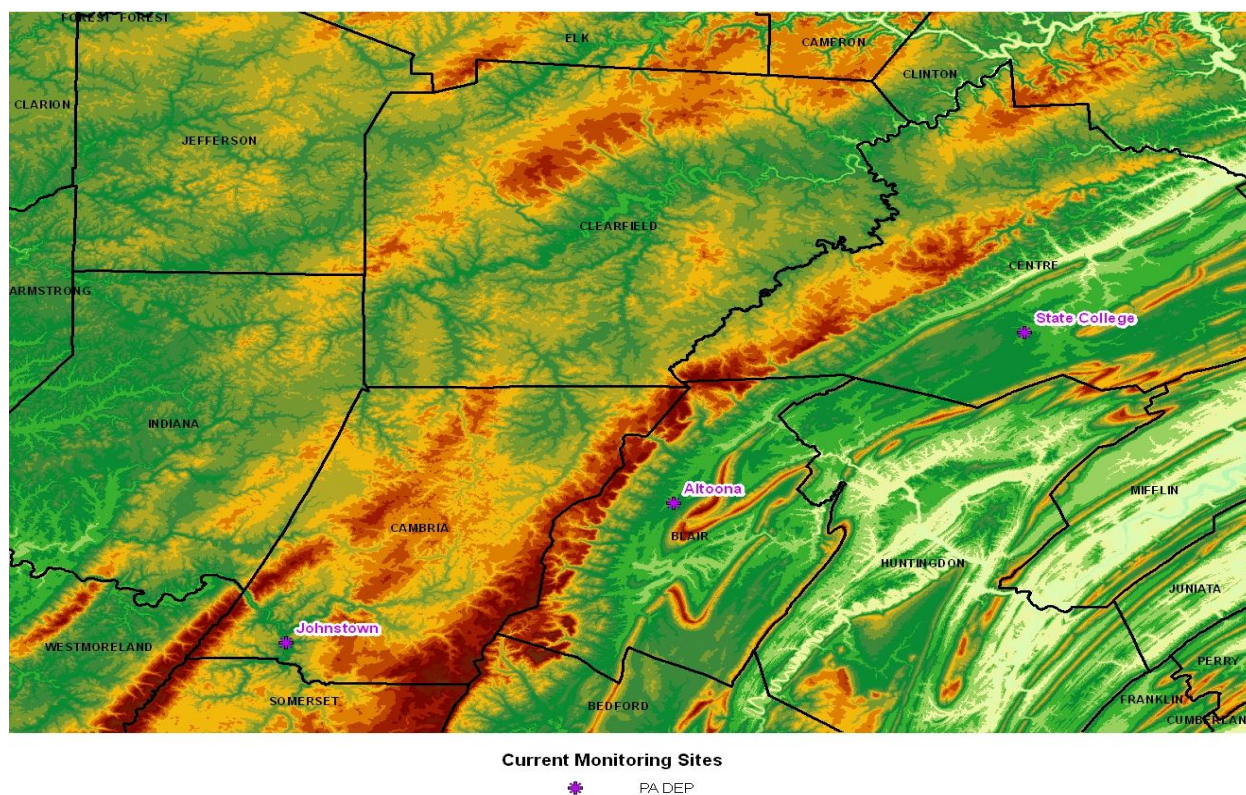 FOREST FOREST
ELK
CAMERON
CLINTON
CLARION
JEFFERSON
CLEARFIELD
CENTRE
ARMSTRONG
State College
INDIANA
Altoona
MIFFLIN
CAMBRIA
BLAIR
HUNTINGDON
JUNIATA
Johnstown
WESTMORELAND
PERRY
SOMERSET
BEDFORD
FRANKLIN
CUMBERLAN
Current Monitoring Sites
PA DEP